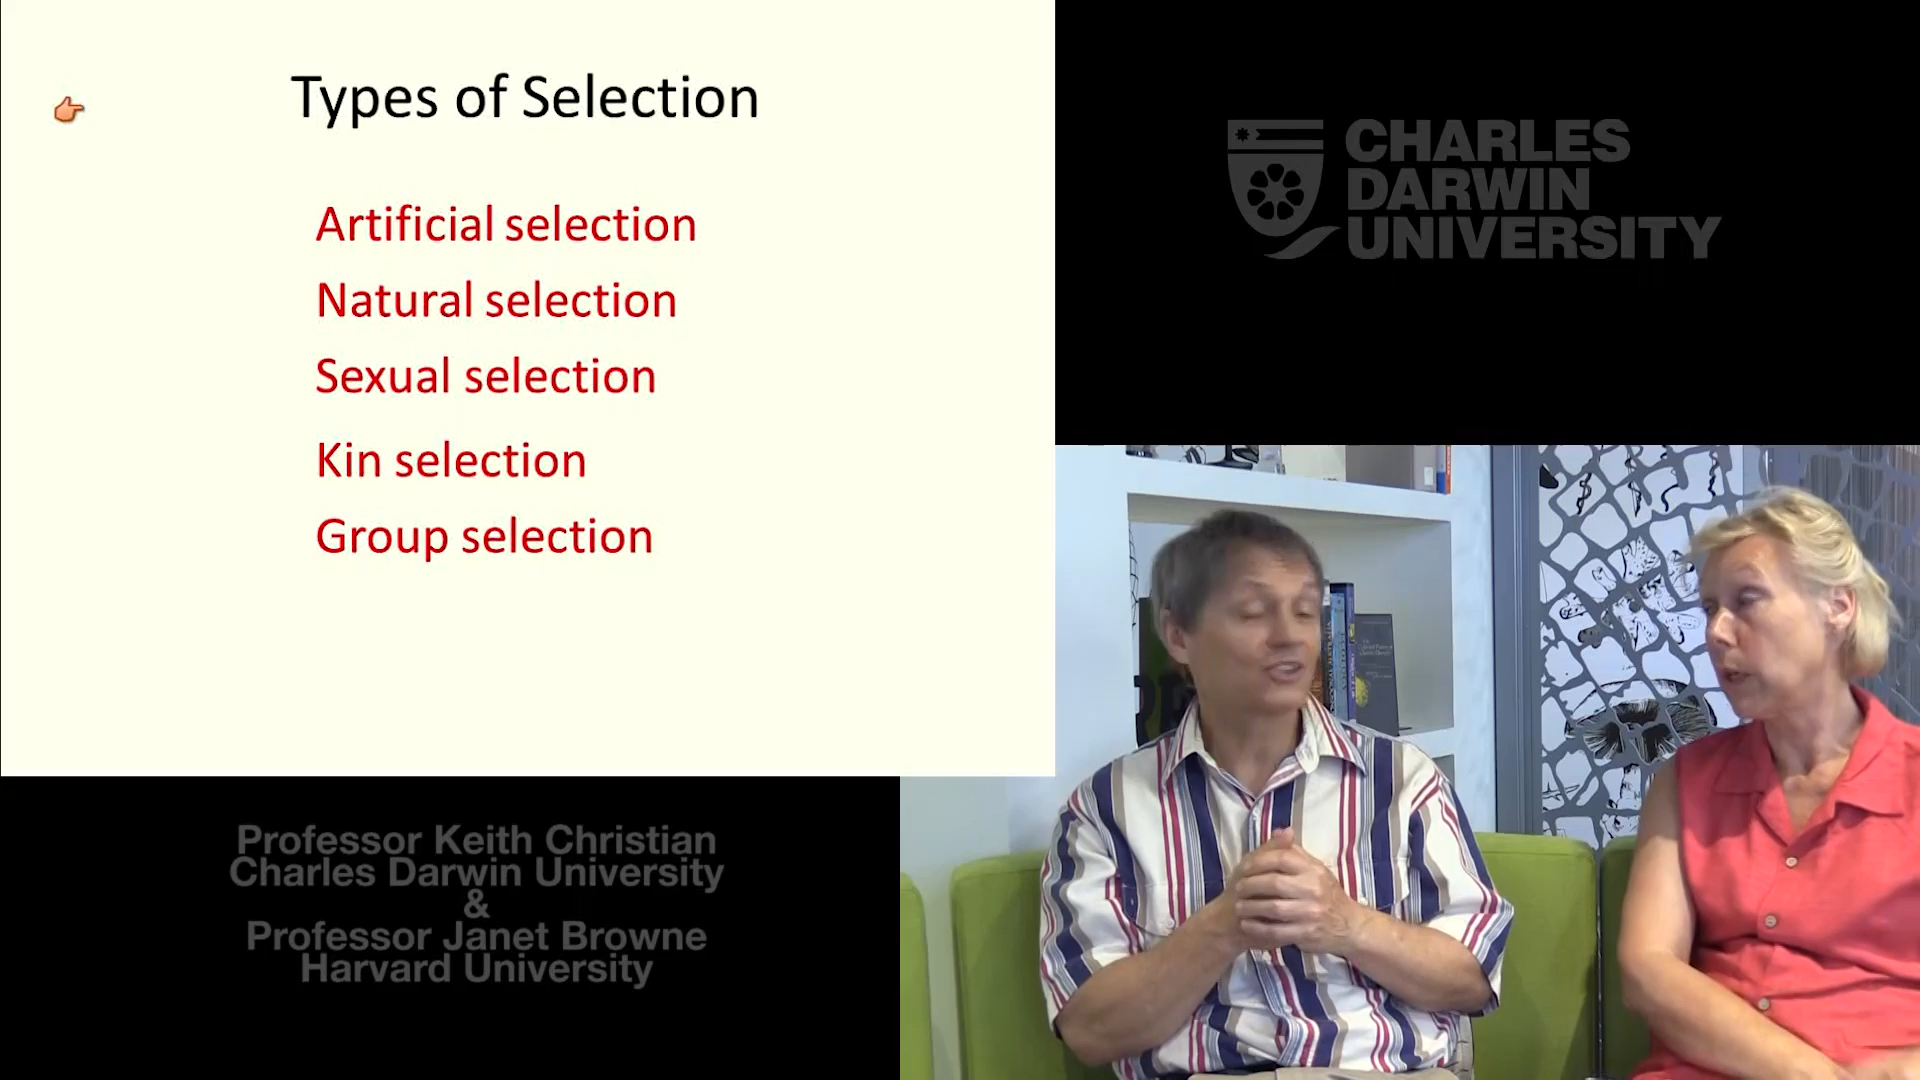 Types of Selection
Artificial selection
Natural selection
Sexual selection
Kin selection
Group selection
CHARLES
DARWIN
UNIVERSITY
Professor Keith Christian
Charles Darwin University
&
Professor Janet Browne
Harvard University